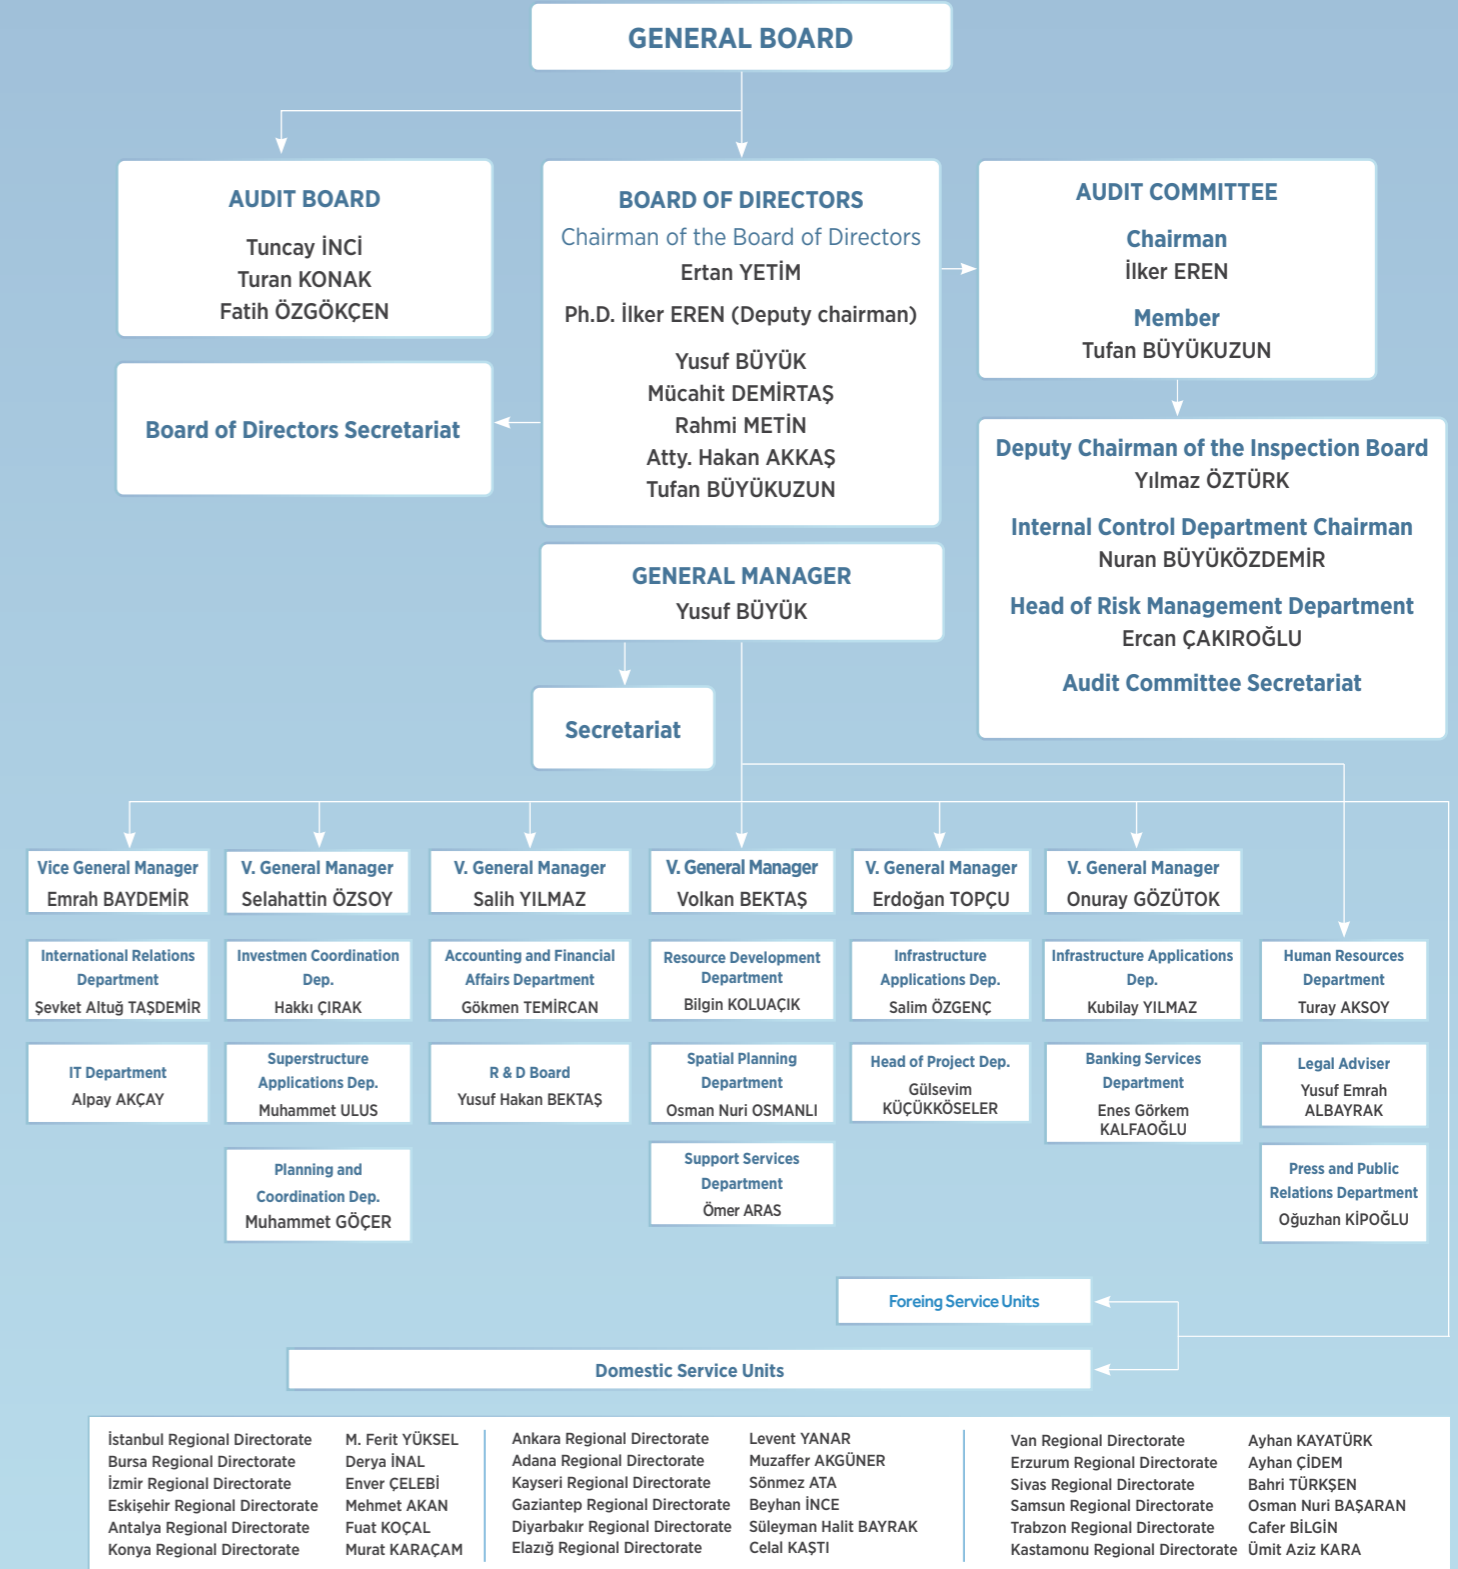 GENERAL BOARD
AUDIT BOARD
Tuncay İNCİ
Turan KONAK
Fatih ÖZGÖKÇEN
BOARD OF DIRECTORS
Chairman of the Board of Directors
Ertan YETİM
Ph.D. İlker EREN (Deputy chairman)
Yusuf BÜYÜK
Mücahit DEMİRTAŞ
Rahmi METİN
Atty. Hakan AKKAŞ
Tufan BÜYÜKUZUN
AUDIT COMMITTEE
Chairman
İlker EREN
Member
Tufan BÜYÜKUZUN
Board of Directors Secretariat
Deputy Chairman of the Inspection Board
Yılmaz ÖZTÜRK
Internal Control Department Chairman
Nuran BÜYÜKÖZDEMİR
Head of Risk Management Department
Ercan ÇAKIROĞLU
Audit Committee Secretariat
GENERAL MANAGER
Yusuf BÜYÜK
Secretariat
Vice General Manager
Emrah BAYDEMİR
V. General Manager
Selahattin ÖZSOY
V. General Manager
Salih YILMAZ
V. General Manager
Volkan BEKTAŞ
V. General Manager
Erdoğan TOPÇU
V. General Manager
Onuray GÖZÜTOK
International Relations
Department
Şevket Altuğ TAŞDEMİR
Investmen Coordination
Dep.
Hakkı ÇIRAK
Accounting and Financial
Affairs Department
Gökmen TEMİRCAN
Resource Development
Department
Bilgin KOLUAÇIK
Infrastructure
Applications Dep.
Salim ÖZGENÇ
Infrastructure Applications
Dep.
Kubilay YILMAZ
Human Resources
Department
Turay AKSOY
IT Department
Alpay AKÇAY
Superstructure
Applications Dep.
Muhammet ULUS
R & D Board
Yusuf Hakan BEKTAŞ
Spatial Planning
Department
Osman Nuri OSMANLI
Head of Project Dep.
Gülsevim
KÜÇÜKKÖSELER
Banking Services
Department
Enes Görkem
KALFAOĞLU
Legal Adviser
Yusuf Emrah
ALBAYRAK
Planning and
Coordination Dep.
Muhammet GÖÇER
Support Services
Department
Ömer ARAS
Press and Public
Relations Department
Oğuzhan KİPOĞLU
Foreing Service Units
Domestic Service Units
İstanbul Regional Directorate M. Ferit YÜKSEL
Bursa Regional Directorate Derya İNAL
İzmir Regional Directorate Enver ÇELEBİ
Eskişehir Regional Directorate Mehmet AKAN
Antalya Regional Directorate Fuat KOÇAL
Konya Regional Directorate Murat KARAÇAM
Ankara Regional Directorate Levent YANAR
Adana Regional Directorate Muzaffer AKGÜNER
Kayseri Regional Directorate Sönmez ATA
Gaziantep Regional Directorate Beyhan İNCE
Diyarbakır Regional Directorate Süleyman Halit BAYRAK
Elazığ Regional Directorate Celal KAŞTI
Van Regional Directorate Ayhan KAYATÜRK
Erzurum Regional Directorate Ayhan ÇİDEM
Sivas Regional Directorate Bahri TÜRKŞEN
Samsun Regional Directorate Osman Nuri BAŞARAN
Trabzon Regional Directorate Cafer BİLGİN
Kastamonu Regional Directorate Ümit Aziz KARA